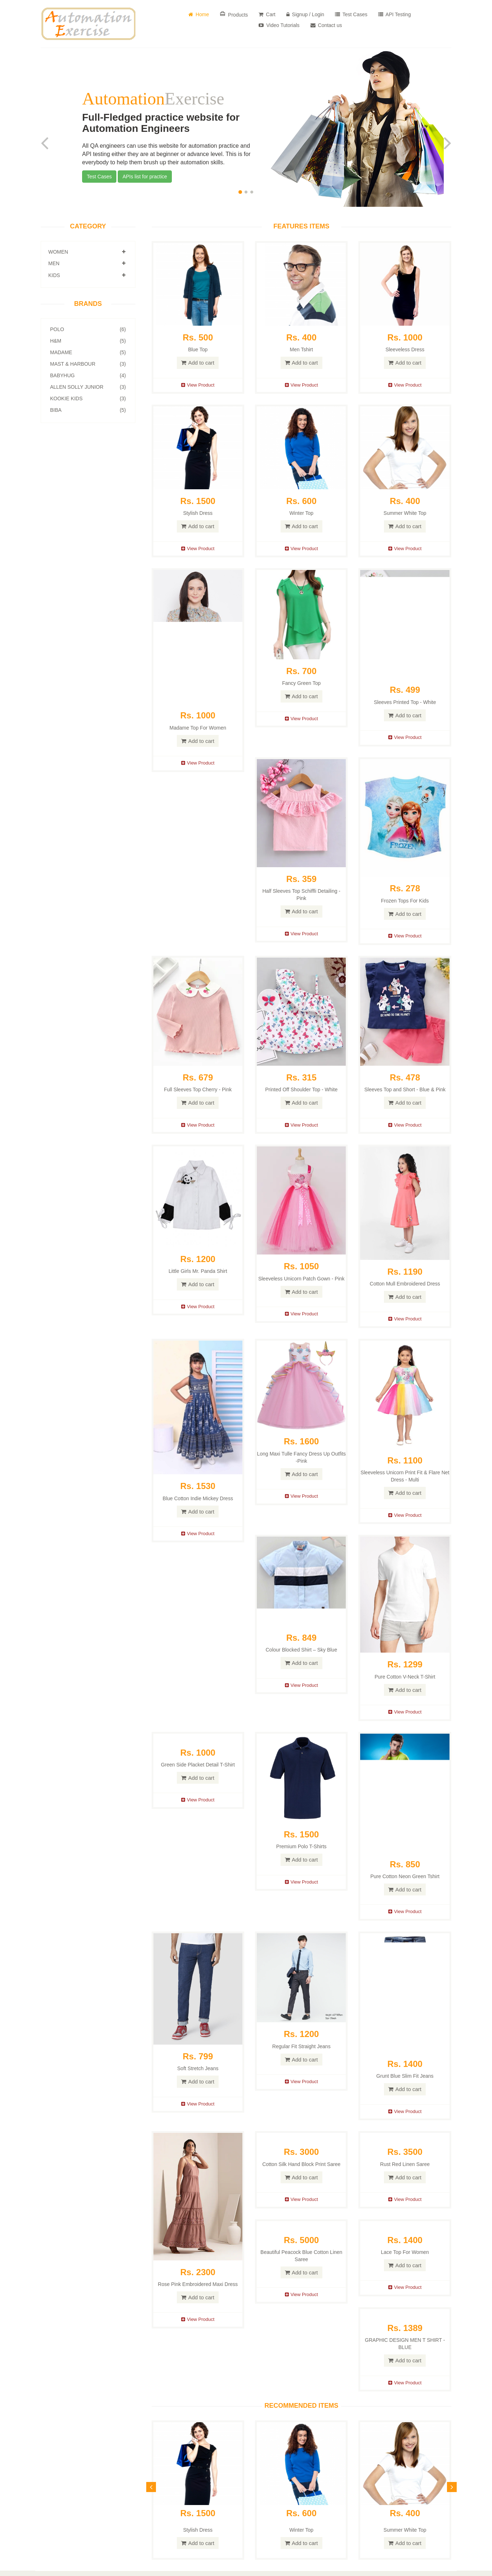 Automation
Exercise
Home
Products
Cart
Signup / Login
Test Cases
API Testing
Video Tutorials
Contact us
AutomationExercise
Full-Fledged practice website for
Automation Engineers
All QA engineers can use this website for automation practice and
API testing either they are at beginner or advance level. This is for
everybody to help them brush up their automation skills.
Test Cases
APIs list for practice
CATEGORY
WOMEN
MEN
KIDS
BRANDS
POLO (6)
H&M (5)
MADAME (5)
MAST & HARBOUR (3)
BABYHUG (4)
ALLEN SOLLY JUNIOR (3)
KOOKIE KIDS (3)
BIBA (5)
FEATURES ITEMS
Rs. 500
Blue Top
Add to cart
View Product
Rs. 400
Men Tshirt
Add to cart
View Product
Rs. 1000
Sleeveless Dress
Add to cart
View Product
Rs. 1500
Stylish Dress
Add to cart
View Product
Rs. 600
Winter Top
Add to cart
View Product
Rs. 400
Summer White Top
Add to cart
View Product
Rs. 1000
Madame Top For Women
Add to cart
View Product
Rs. 700
Fancy Green Top
Add to cart
View Product
Rs. 499
Sleeves Printed Top - White
Add to cart
View Product
Rs. 359
Half Sleeves Top Schiffli Detailing -
Pink
Add to cart
View Product
FROZEN
Rs. 278
Frozen Tops For Kids
Add to cart
View Product
Rs. 679
Full Sleeves Top Cherry - Pink
Add to cart
View Product
Rs. 315
Printed Off Shoulder Top - White
Add to cart
View Product
Rs. 478
Sleeves Top and Short - Blue & Pink
Add to cart
View Product
Rs. 1200
Little Girls Mr. Panda Shirt
Add to cart
View Product
Rs. 1050
Sleeveless Unicorn Patch Gown - Pink
Add to cart
View Product
Rs. 1190
Cotton Mull Embroidered Dress
Add to cart
View Product
Rs. 1530
Blue Cotton Indie Mickey Dress
Add to cart
View Product
Rs. 1600
Long Maxi Tulle Fancy Dress Up Outfits
-Pink
Add to cart
View Product
Rs. 1100
Sleeveless Unicorn Print Fit & Flare Net
Dress - Multi
Add to cart
View Product
Rs. 849
Colour Blocked Shirt – Sky Blue
Add to cart
View Product
Rs. 1299
Pure Cotton V-Neck T-Shirt
Add to cart
View Product
Rs. 1000
Green Side Placket Detail T-Shirt
Add to cart
View Product
Rs. 1500
Premium Polo T-Shirts
Add to cart
View Product
Rs. 850
Pure Cotton Neon Green Tshirt
Add to cart
View Product
Rs. 799
Soft Stretch Jeans
Add to cart
View Product
Rs. 1200
Regular Fit Straight Jeans
Add to cart
View Product
Rs. 1400
Grunt Blue Slim Fit Jeans
Add to cart
View Product
Rs. 2300
Rose Pink Embroidered Maxi Dress
Add to cart
View Product
Rs. 3000
Cotton Silk Hand Block Print Saree
Add to cart
View Product
Rs. 3500
Rust Red Linen Saree
Add to cart
View Product
Rs. 5000
Beautiful Peacock Blue Cotton Linen
Saree
Add to cart
View Product
Rs. 1400
Lace Top For Women
Add to cart
View Product
Rs. 1389
GRAPHIC DESIGN MEN T SHIRT -
BLUE
Add to cart
View Product
RECOMMENDED ITEMS
Rs. 1500
Stylish Dress
Add to cart
Rs. 600
Winter Top
Add to cart
Rs. 400
Summer White Top
Add to cart